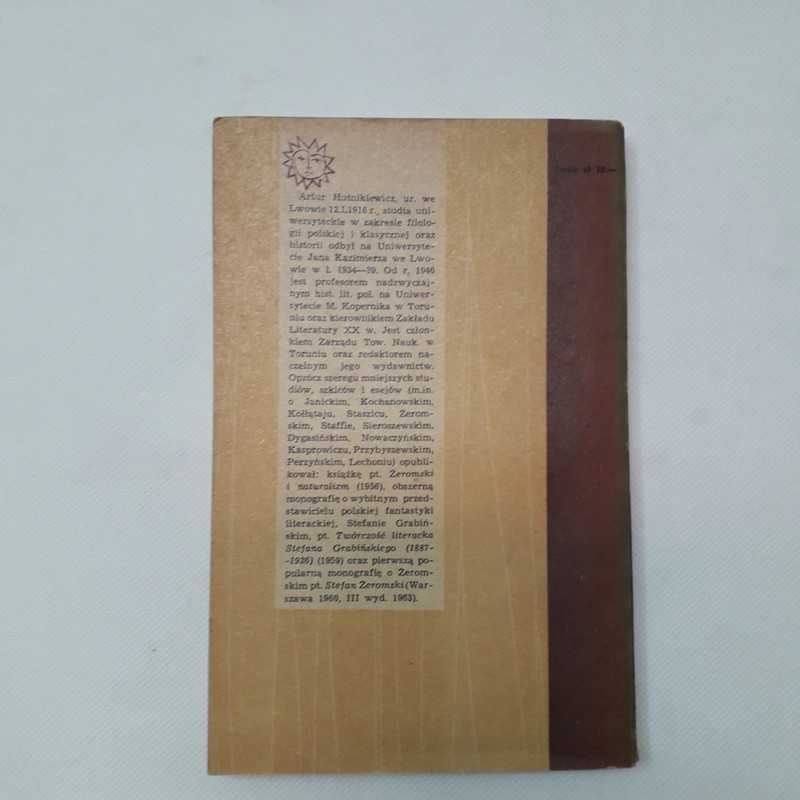 Artur Hutnikiewicz, ur. we
Lwowie 12.I.1916 r., studia uni-
wersyteckie w zakresie filolo-
gii polskiej i klasycznej oraz
historii odbył na Uniwersyte-
cie Jana Kazimierza we Lwo-
wie w l. 1934—39. Od r. 1946
jest profesorem nadzwyczaj-
nym hist. lit. pol. na Uniwer-
sytecie M. Kopernika w Toru-
niu oraz kierownikiem Zakładu
Literatury XX w. Jest człon-
kiem Zarządu Tow. Nauk. w
Toruniu oraz redaktorem na-
czelnym jego wydawnictw.
Oprócz szeregu mniejszych stu-
diów, szkiców i esejów (m.in.
o Janickim, Kochanowskim,
Kołłątaju, Staszicu, Żerom-
skim, Staffie, Sieroszewskim,
Dygasińskim, Nowaczyńskim,
Kasprowiczu, Przybyszewskim,
Perzyńskim, Lechoniu) opubli-
kował: książkę pt. Żeromski
i naturalizm (1956), obszerną
monografię o wybitnym przed-
stawicielu polskiej fantastyki
literackiej, Stefanie Grabiń-
skim, pt. Twórczość literacka
Stefana Grabińskiego (1887-
-1926) (1959) oraz pierwszą po-
pularną monografię o Żerom-
skim pt. Stefan Żeromski (War-
szawa 1960, III wyd. 1963).